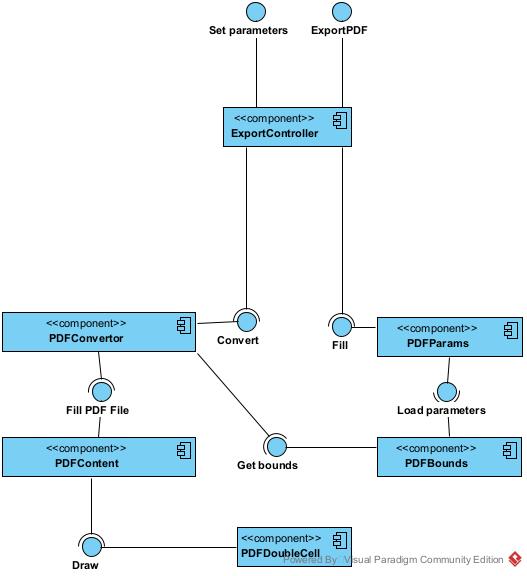 Set parameters
ExportPDF
<<component>>
ExportController
Convert
Fill
<<component>>
PDFConvertor
<<component>>
PDFParams
Fill PDF File
Load parameters
<<component>>
PDFContent
Get bounds
<<component>>
PDFBounds
<<component>>
PDFDoubleCell
Powered By Visual Paradigm Community Edition
Draw